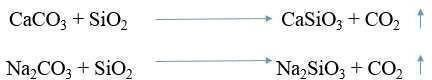 CaCO₃ + SiO₂ ⟶ CaSiO₃ + CO₂ ↑
Na₂CO₃ + SiO₂ ⟶ Na₂SiO₃ + CO₂ ↑